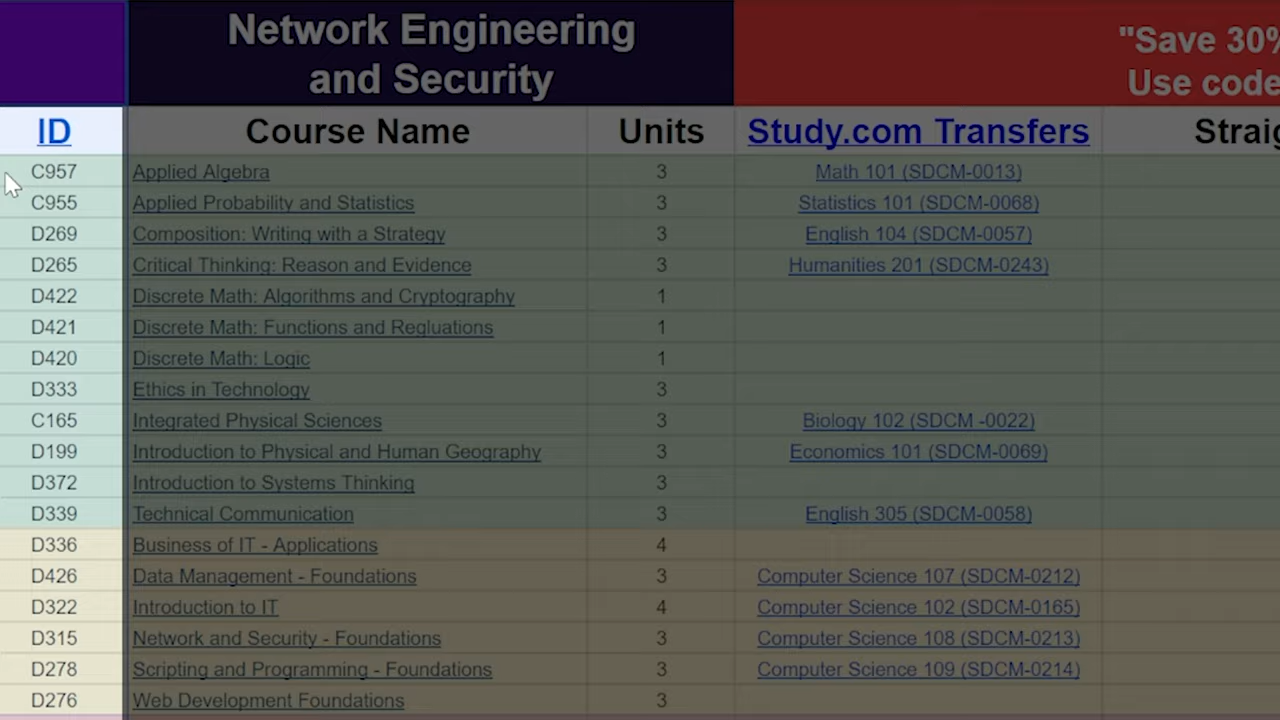 Network Engineering
and Security
"Save 30%
Use code
ID Course Name Units Study.com Transfers
C957 Applied Algebra 3 Math 101 (SDCM-0013)
C955 Applied Probability and Statistics 3 Statistics 101 (SDCM-0068)
D269 Composition: Writing with a Strategy 3 English 104 (SDCM-0057)
D265 Critical Thinking: Reason and Evidence 3 Humanities 201 (SDCM-0243)
D422 Discrete Math: Algorithms and Cryptography 1
D421 Discrete Math: Functions and Regluations 1
D420 Discrete Math: Logic 1
D333 Ethics in Technology 3
C165 Integrated Physical Sciences 3 Biology 102 (SDCM -0022)
D199 Introduction to Physical and Human Geography 3 Economics 101 (SDCM-0069)
D372 Introduction to Systems Thinking 3
D339 Technical Communication 3 English 305 (SDCM-0058)
D336 Business of IT - Applications 4
D426 Data Management - Foundations 3 Computer Science 107 (SDCM-0212)
D322 Introduction to IT 4 Computer Science 102 (SDCM-0165)
D315 Network and Security - Foundations 3 Computer Science 108 (SDCM-0213)
D278 Scripting and Programming - Foundations 3 Computer Science 109 (SDCM-0214)
D276 Web Development Foundations 3